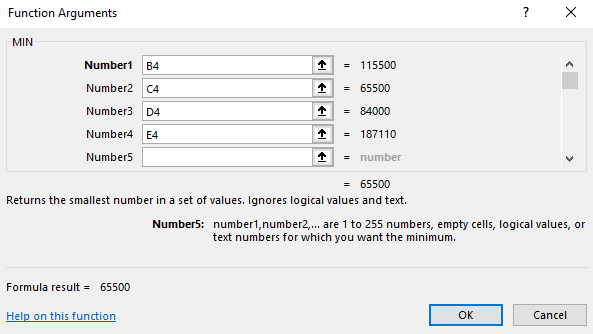 Function Arguments ? ×
MIN
Number1 B4 = 115500
Number2 C4 = 65500
Number3 D4 = 84000
Number4 E4 = 187110
Number5 = number
= 65500
Returns the smallest number in a set of values. Ignores logical values and text.
Number5: number1,number2,... are 1 to 255 numbers, empty cells, logical values, or
text numbers for which you want the minimum.
Formula result = 65500
Help on this function OK Cancel